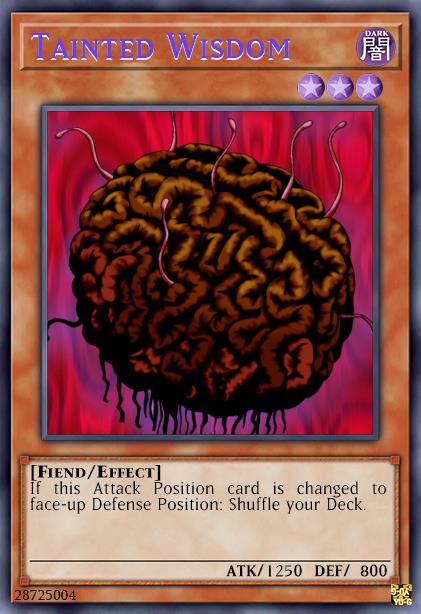 Tainted Wisdom
DARK
闇
[Fiend/Effect]
If this Attack Position card is changed to
face-up Defense Position: Shuffle your Deck.
ATK/1250 DEF/ 800
28725004